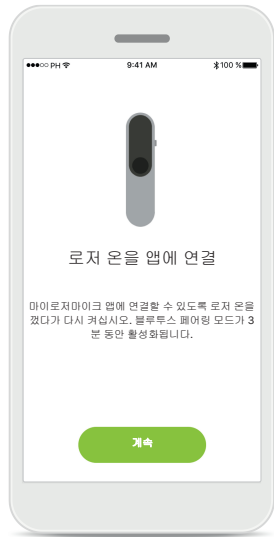 PH 9:41 AM 100 %
로저 온을 앱에 연결
마이로저마이크 앱에 연결할 수 있도록 로저 온을
껐다가 다시 켜십시오. 블루투스 페어링 모드가 3
분 동안 활성화됩니다.
계속